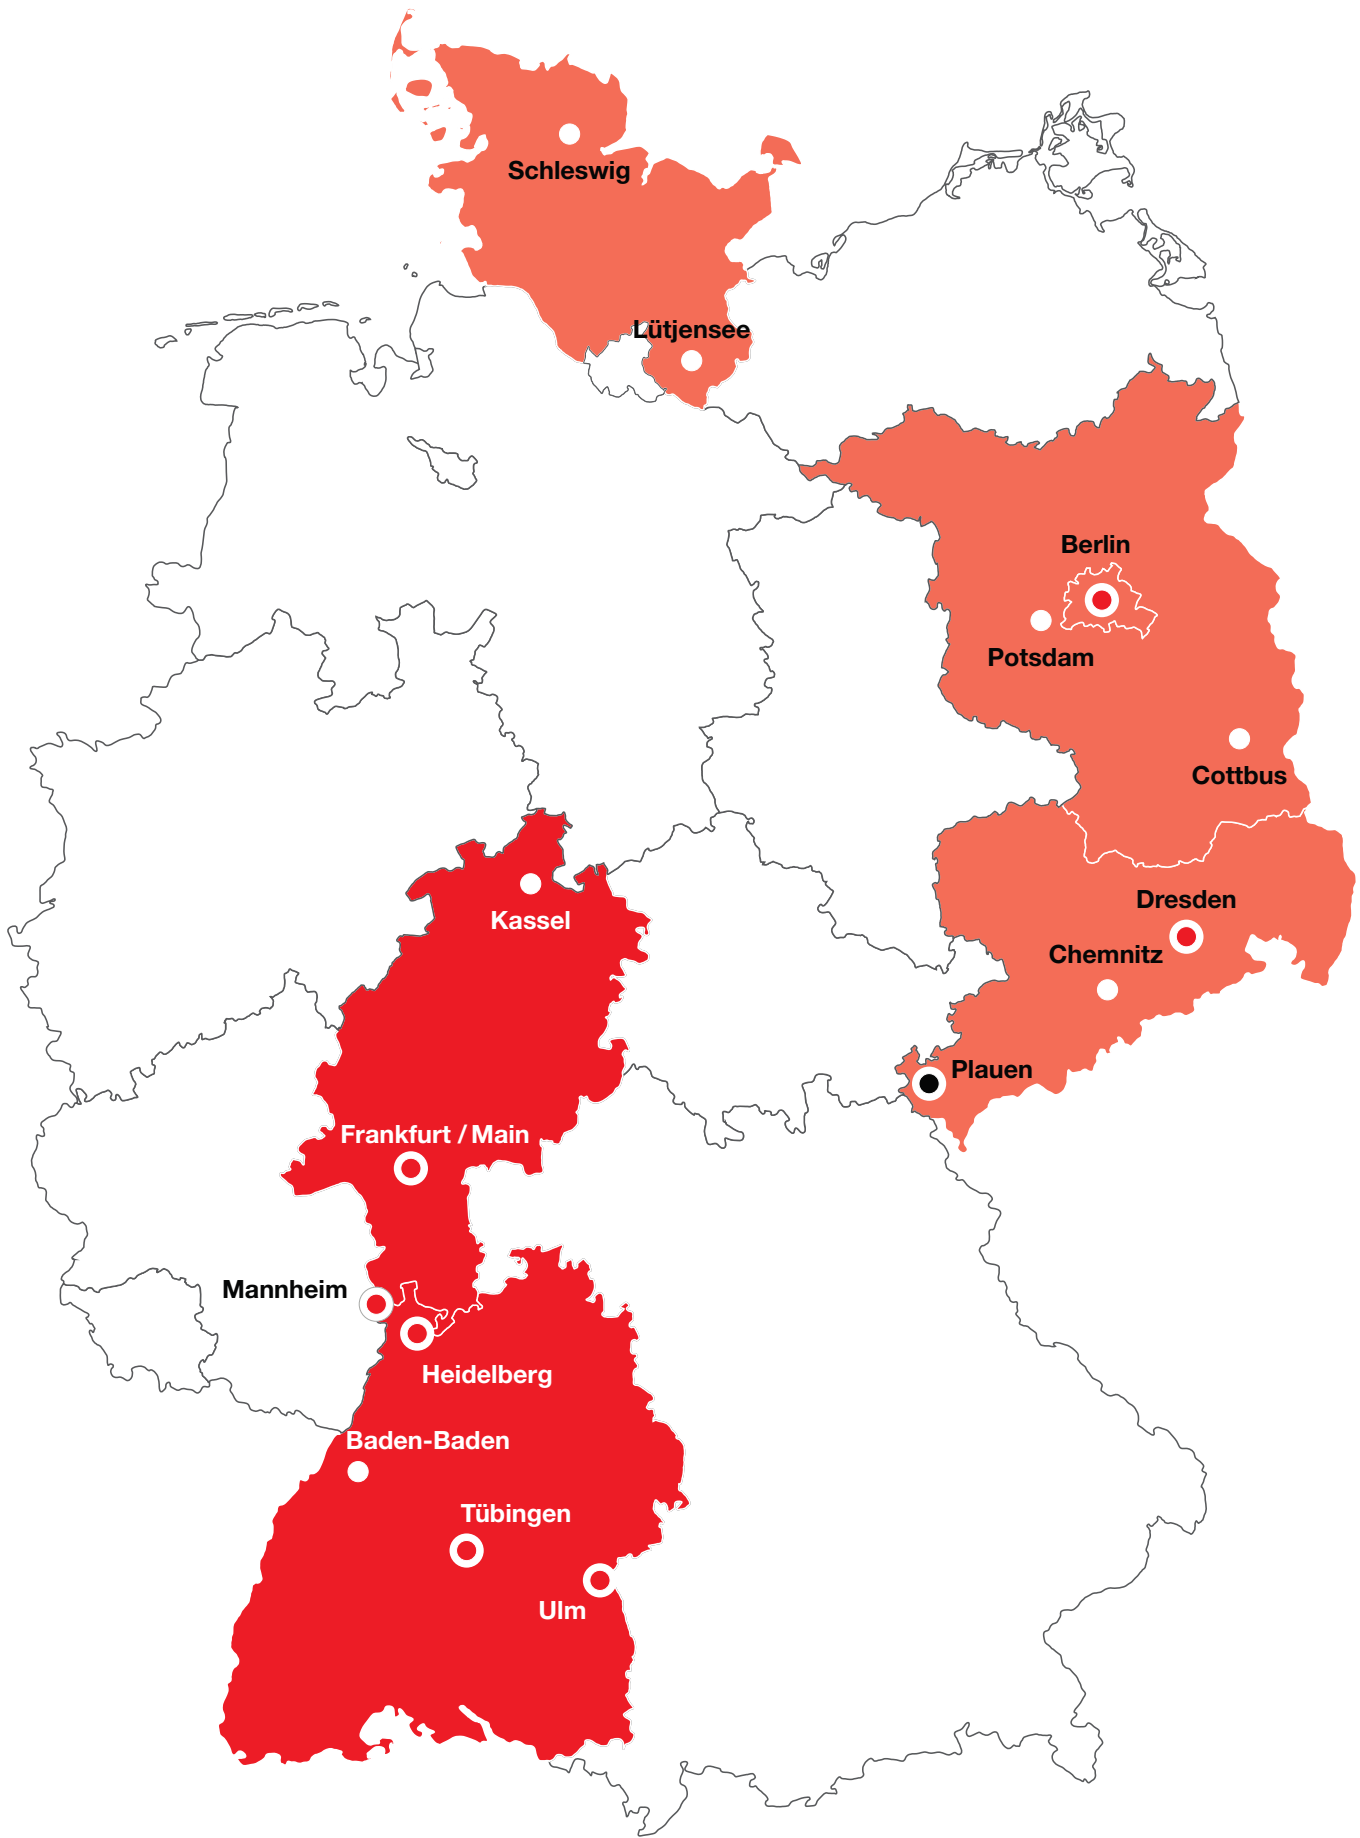 Schleswig
Lütjensee
Berlin
Potsdam
Cottbus
Kassel
Dresden
Chemnitz
Plauen
Frankfurt / Main
Mannheim
Heidelberg
Baden-Baden
Tübingen
Ulm